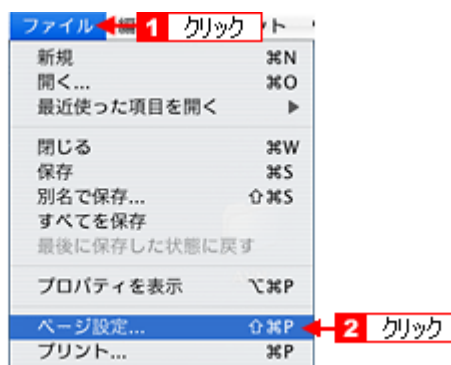 ファイル 1 クリック ト
新規 ⌘N
開く... ⌘O
最近使った項目を開く ▶
閉じる ⌘W
保存 ⌘S
別名で保存... ⇧⌘S
すべてを保存
最後に保存した状態に戻す
プロパティを表示 ⌥⌘P
ページ設定... ⇧⌘P 2 クリック
プリント... ⌘P